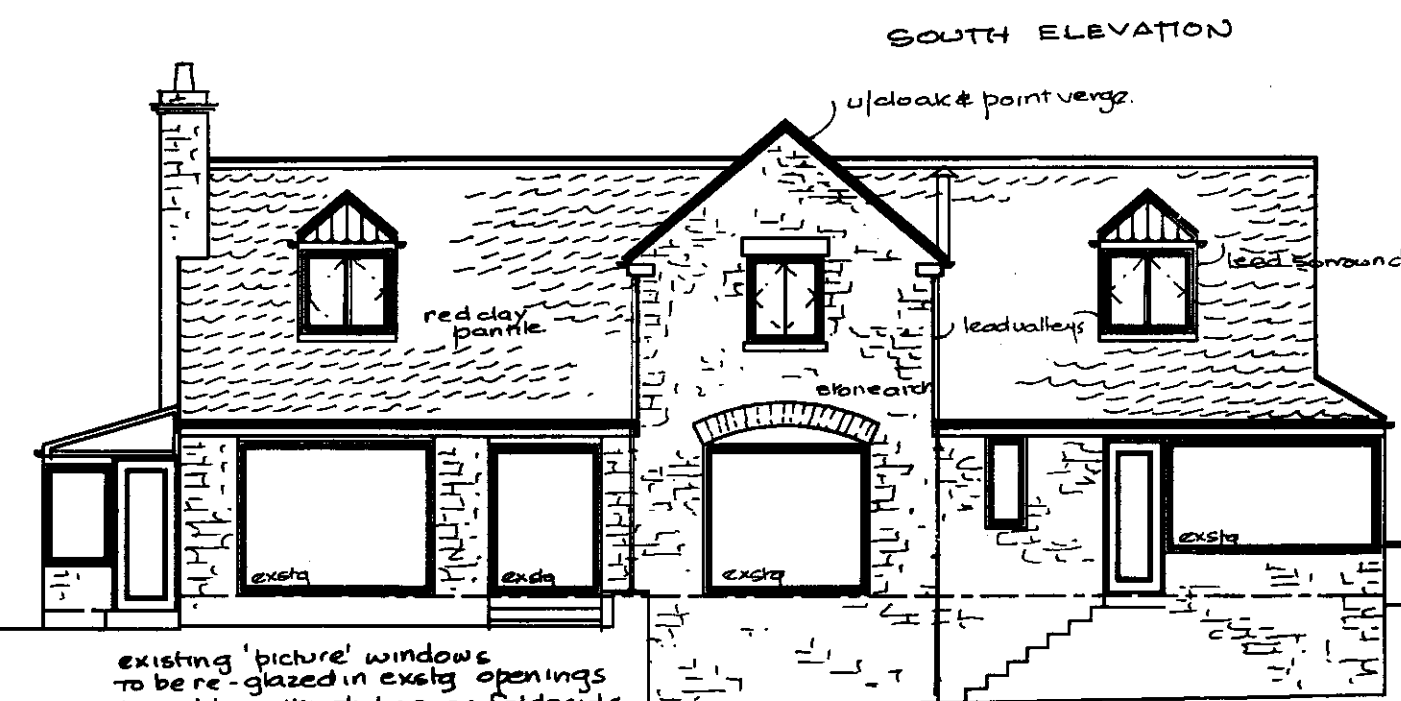 SOUTH ELEVATION
u/cloak & point verge.
lead sorround
red clay
pantile
lead valleys
stone arch
exstg
exstg
exstg
exstg
existing 'picture' windows
to be re-glazed in exstg openings